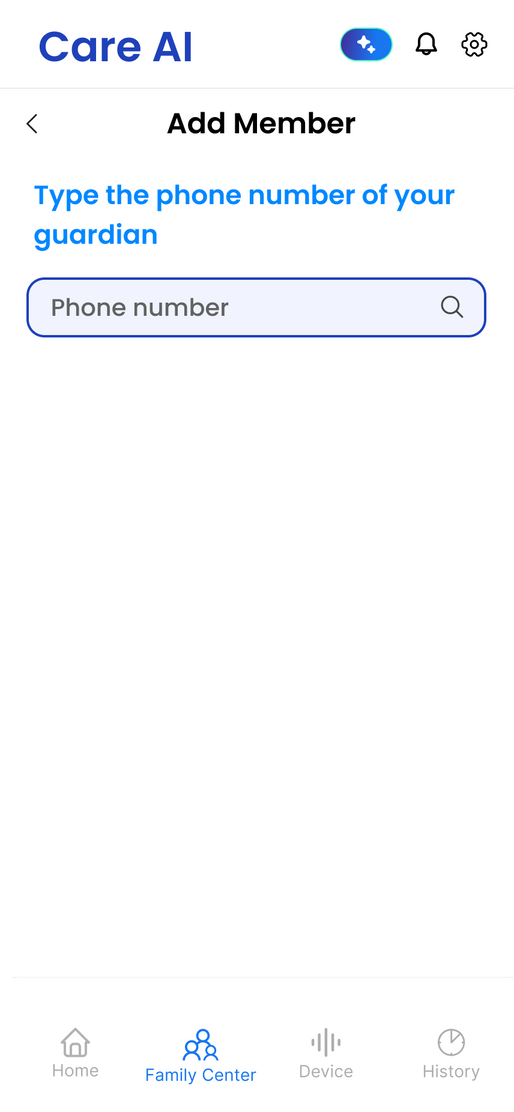 Care AI
Add Member
Type the phone number of your
guardian
Phone number
Home
Family Center
Device
History